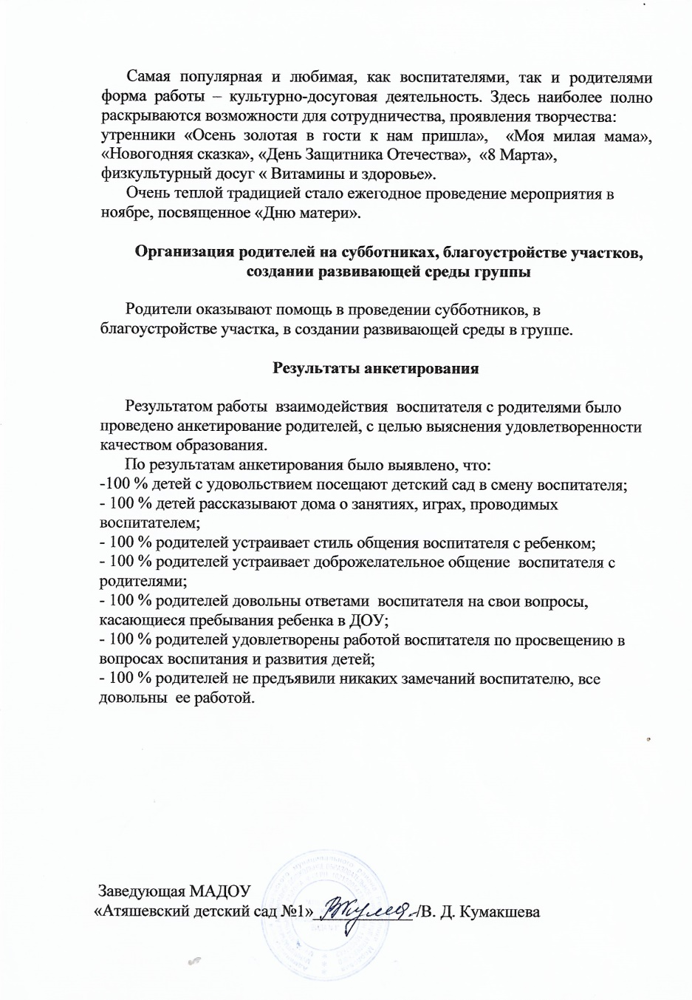 Самая популярная и любимая, как воспитателями, так и родителями
форма работы – культурно-досуговая деятельность. Здесь наиболее полно
раскрываются возможности для сотрудничества, проявления творчества:
утренники «Осень золотая в гости к нам пришла», «Моя милая мама»,
«Новогодняя сказка», «День Защитника Отечества», «8 Марта»,
физкультурный досуг « Витамины и здоровье».
Очень теплой традицией стало ежегодное проведение мероприятия в
ноябре, посвященное «Дню матери».
Организация родителей на субботниках, благоустройстве участков,
создании развивающей среды группы
Родители оказывают помощь в проведении субботников, в
благоустройстве участка, в создании развивающей среды в группе.
Результаты анкетирования
Результатом работы взаимодействия воспитателя с родителями было
проведено анкетирование родителей, с целью выяснения удовлетворенности
качеством образования.
По результатам анкетирования было выявлено, что:
-100 % детей с удовольствием посещают детский сад в смену воспитателя;
- 100 % детей рассказывают дома о занятиях, играх, проводимых
воспитателем;
- 100 % родителей устраивает стиль общения воспитателя с ребенком;
- 100 % родителей устраивает доброжелательное общение воспитателя с
родителями;
- 100 % родителей довольны ответами воспитателя на свои вопросы,
касающиеся пребывания ребенка в ДОУ;
- 100 % родителей удовлетворены работой воспитателя по просвещению в
вопросах воспитания и развития детей;
- 100 % родителей не предъявили никаких замечаний воспитателю, все
довольны ее работой.
Заведующая МАДОУ
«Атяшевский детский сад №1»____________/В. Д. Кумакшева